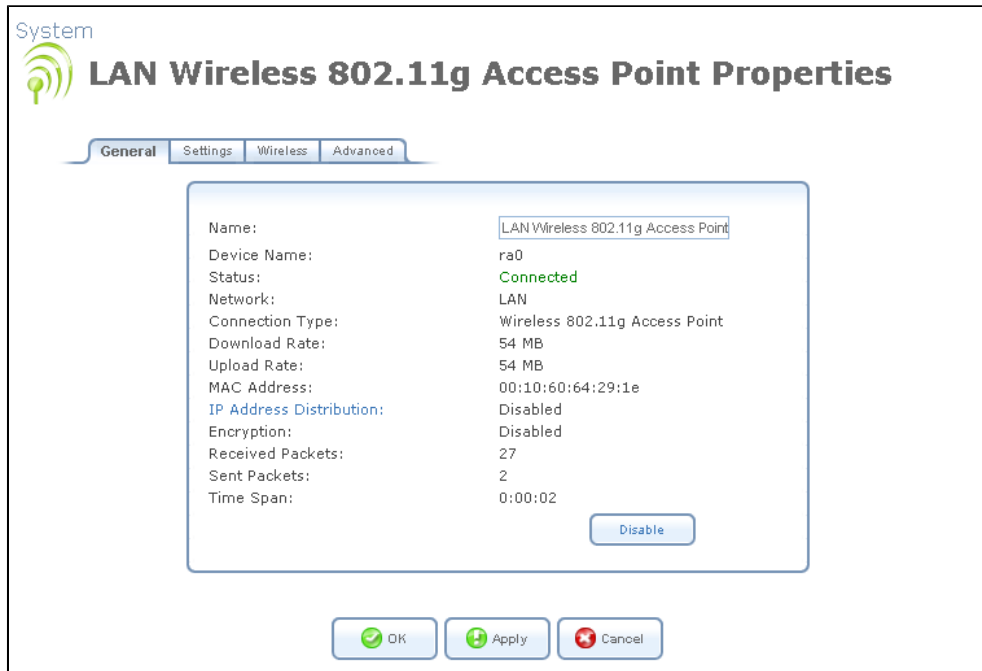 System
LAN Wireless 802.11g Access Point Properties
General Settings Wireless Advanced
Name: LAN Wireless 802.11g Access Point
Device Name: ra0
Status: Connected
Network: LAN
Connection Type: Wireless 802.11g Access Point
Download Rate: 54 MB
Upload Rate: 54 MB
MAC Address: 00:10:60:64:29:1e
IP Address Distribution: Disabled
Encryption: Disabled
Received Packets: 27
Sent Packets: 2
Time Span: 0:00:02
Disable
OK Apply Cancel